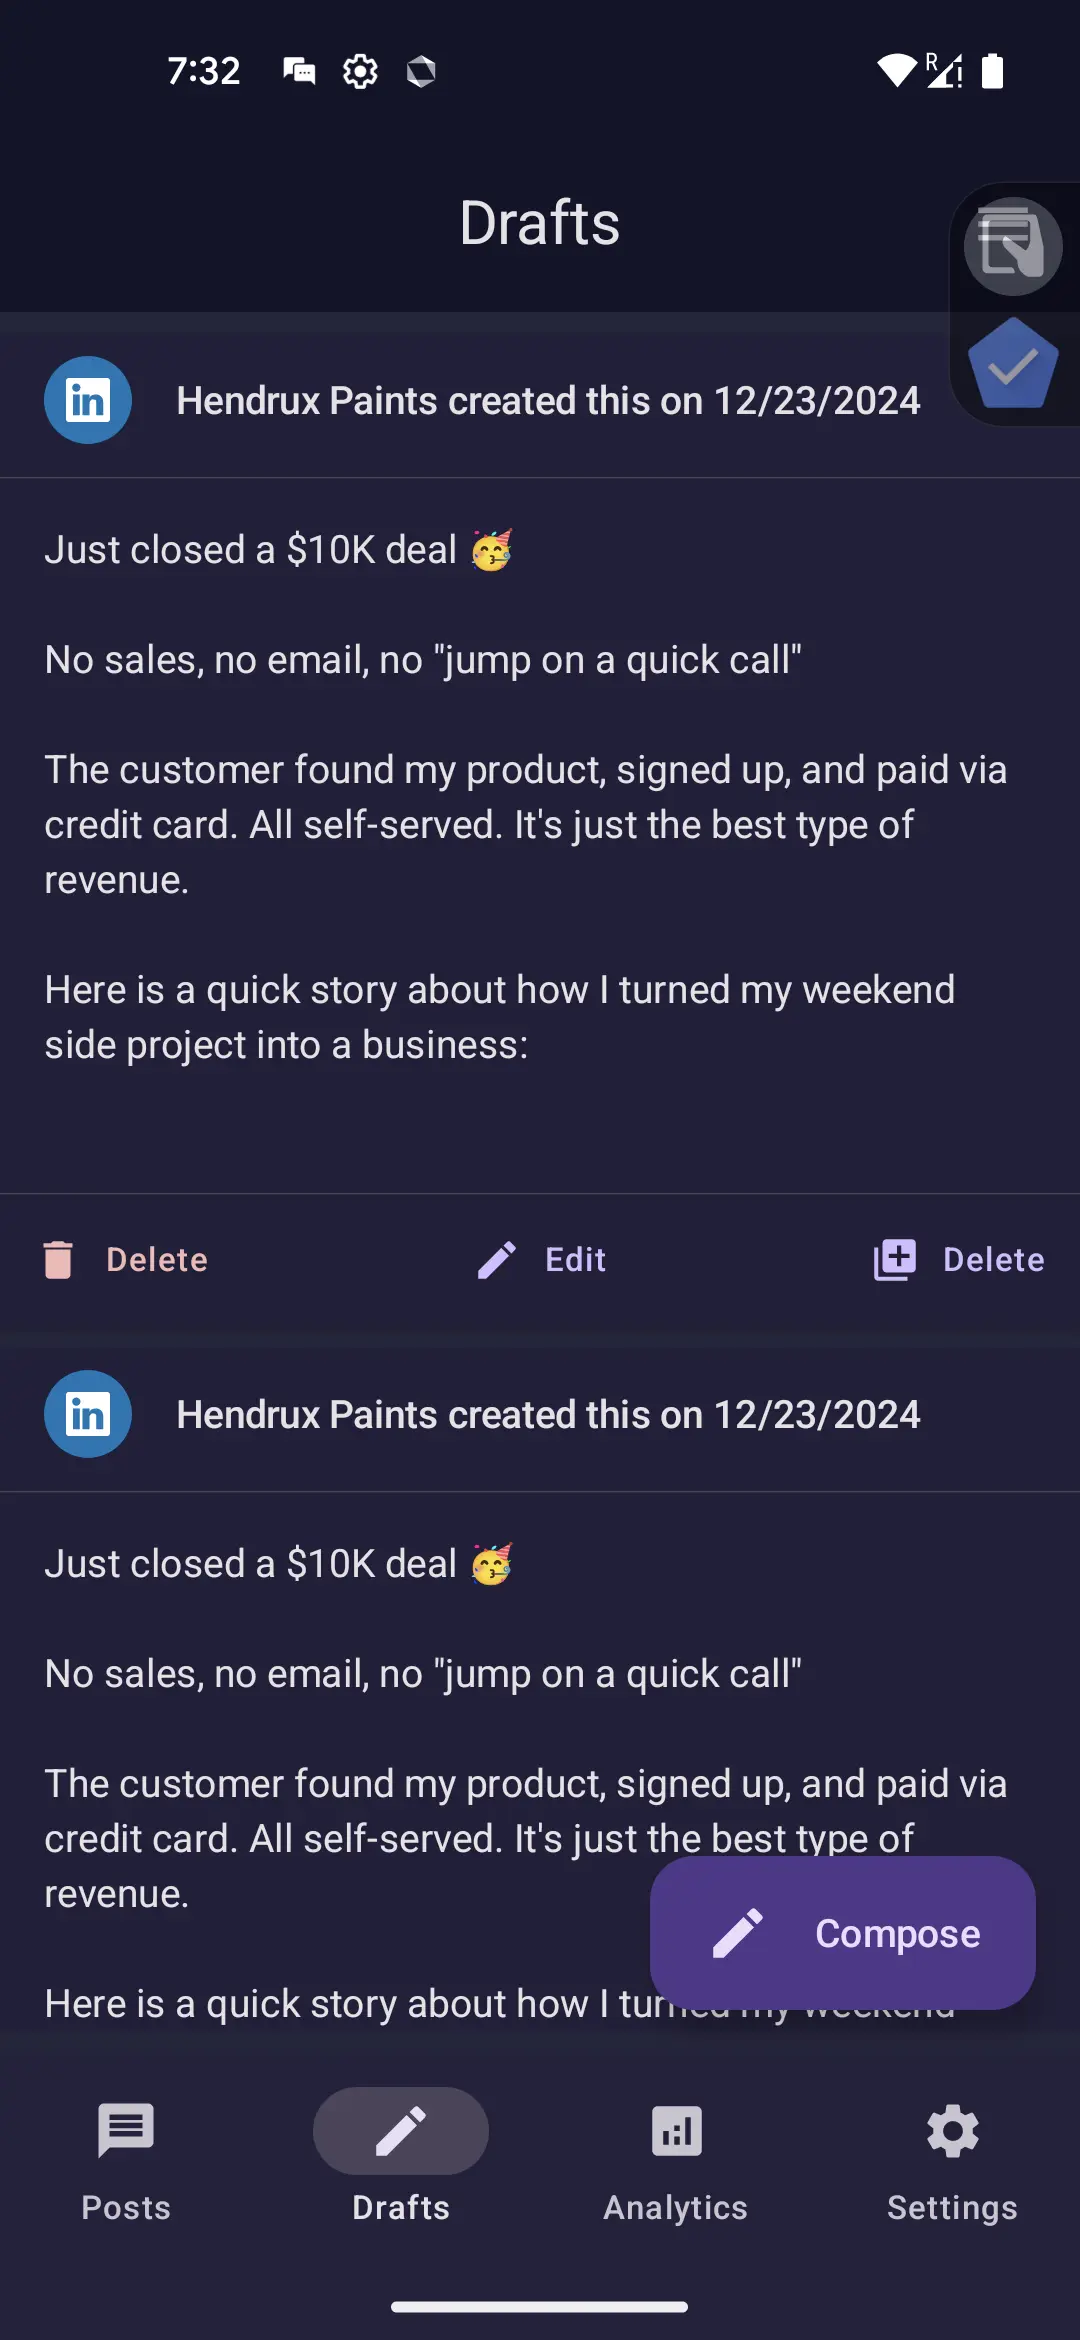 7:32
R
Drafts
in
Hendrux Paints created this on 12/23/2024
Just closed a $10K deal 🥳
No sales, no email, no "jump on a quick call"
The customer found my product, signed up, and paid via
credit card. All self-served. It's just the best type of
revenue.
Here is a quick story about how I turned my weekend
side project into a business:
Delete
Edit
Delete
in
Hendrux Paints created this on 12/23/2024
Just closed a $10K deal 🥳
No sales, no email, no "jump on a quick call"
The customer found my product, signed up, and paid via
credit card. All self-served. It's just the best type of
revenue.
Compose
Here is a quick story about how I turned my weekend
Posts
Drafts
Analytics
Settings